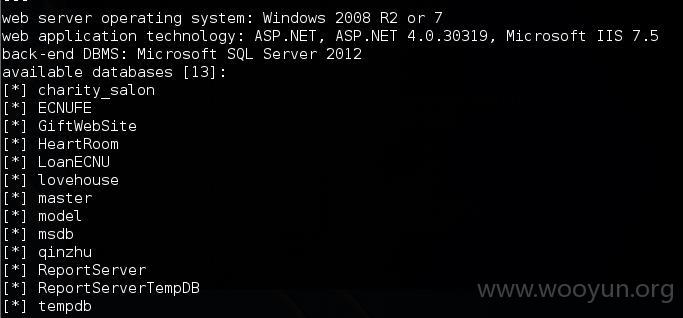 ---
web server operating system: Windows 2008 R2 or 7
web application technology: ASP.NET, ASP.NET 4.0.30319, Microsoft IIS 7.5
back-end DBMS: Microsoft SQL Server 2012
available databases [13]:
[*] charity_salon
[*] ECNUFE
[*] GiftWebSite
[*] HeartRoom
[*] LoanECNU
[*] lovehouse
[*] master
[*] model
[*] msdb
[*] qinzhu
[*] ReportServer
[*] ReportServerTempDB
[*] tempdb
www.wooyun.org